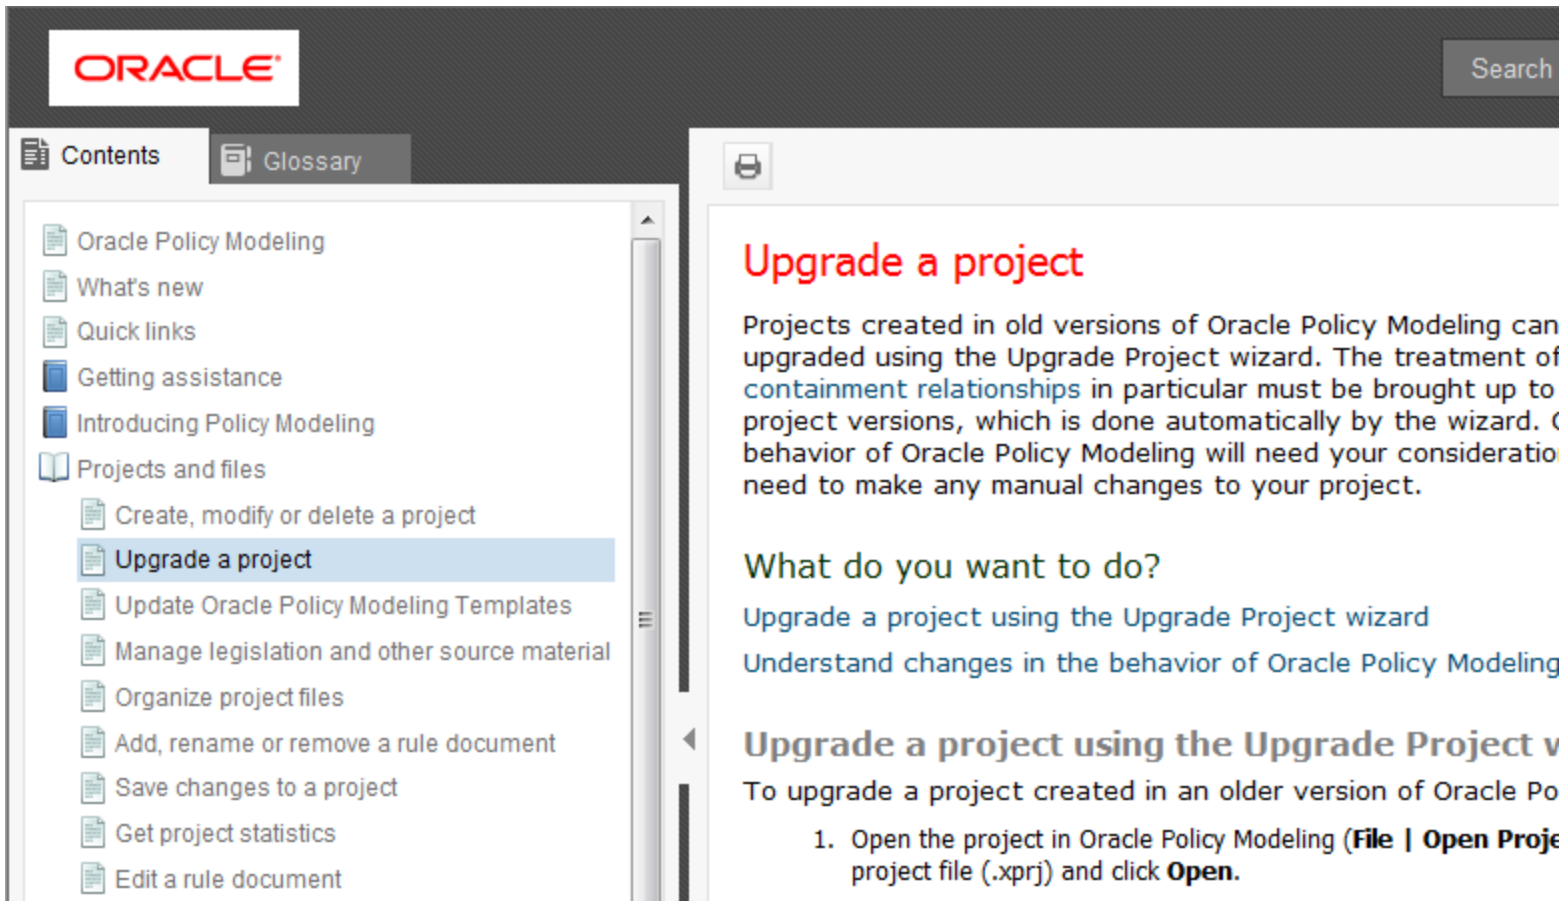 ORACLE
Search
Contents
Glossary
Oracle Policy Modeling
What's new
Quick links
Getting assistance
Introducing Policy Modeling
Projects and files
Create, modify or delete a project
Upgrade a project
Update Oracle Policy Modeling Templates
Manage legislation and other source material
Organize project files
Add, rename or remove a rule document
Save changes to a project
Get project statistics
Edit a rule document
Upgrade a project
Projects created in old versions of Oracle Policy Modeling can
upgraded using the Upgrade Project wizard. The treatment of
containment relationships in particular must be brought up to
project versions, which is done automatically by the wizard.
behavior of Oracle Policy Modeling will need your
need to make any manual changes to your project.
What do you want to do?
Upgrade a project using the Upgrade Project wizard
Understand changes in the behavior of Oracle Policy Modeling
Upgrade a project using the Upgrade Project
To upgrade a project created in an older version of Oracle Po
1. Open the project in Oracle Policy Modeling (File | Open Proje
project file (.xprj) and click Open.